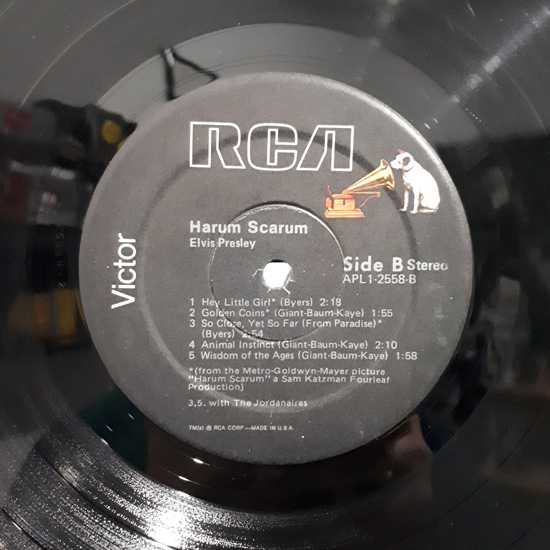 RCA
Victor
Harum Scarum
Elvis Presley
Side B Stereo
APL1-2558-B
1 Hey Little Girl* (Byers) 2:13
2 Golden Coins* (Giant-Baum-Kaye) 1:55
3 So Close, Yet So Far (From Paradise)*
(Byers) 2:54
4 Animal Instinct (Giant-Baum-Kaye) 2:10
5 Wisdom of the Ages (Giant-Baum-Kaye) 1:58
*(from the Metro-Goldwyn-Mayer picture
"Harum Scarum" a Sam Katzman Fourleaf
Production)
3,5. with The Jordanaires
TM(s) ® RCA CORP.—MADE IN U.S.A.